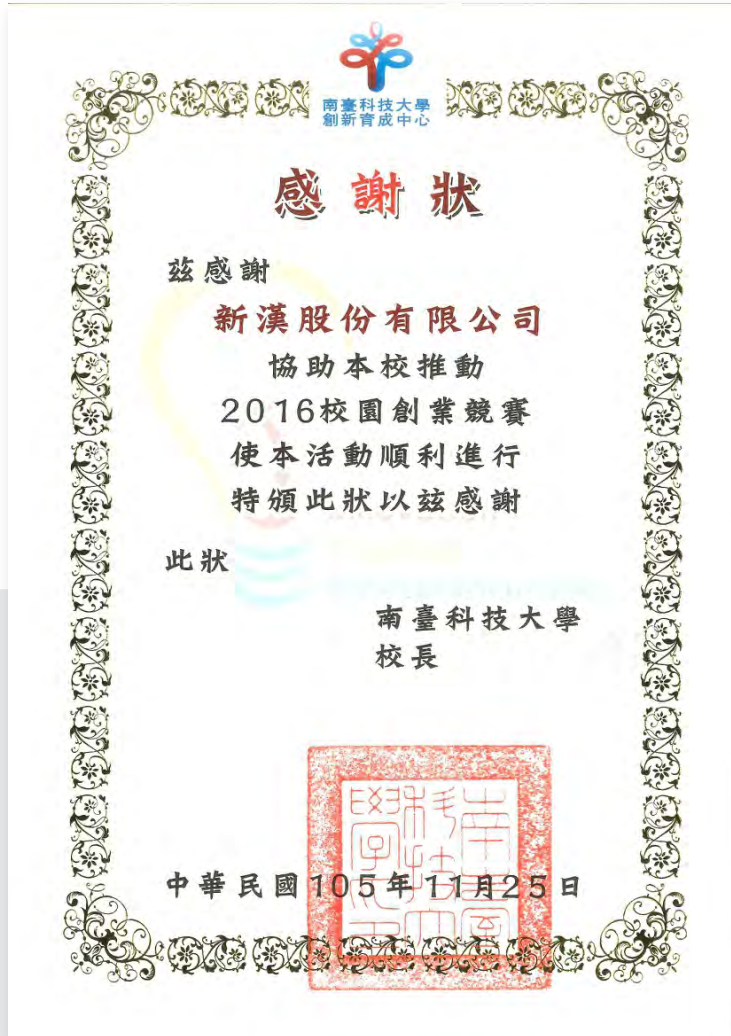 南臺科技大學
創新育成中心
感謝狀
茲感謝
新漢股份有限公司
協助本校推動
2016校園創業競賽
使本活動順利進行
特頒此狀以茲感謝
此狀
南臺科技大學
校長
中華民國105年11月25日